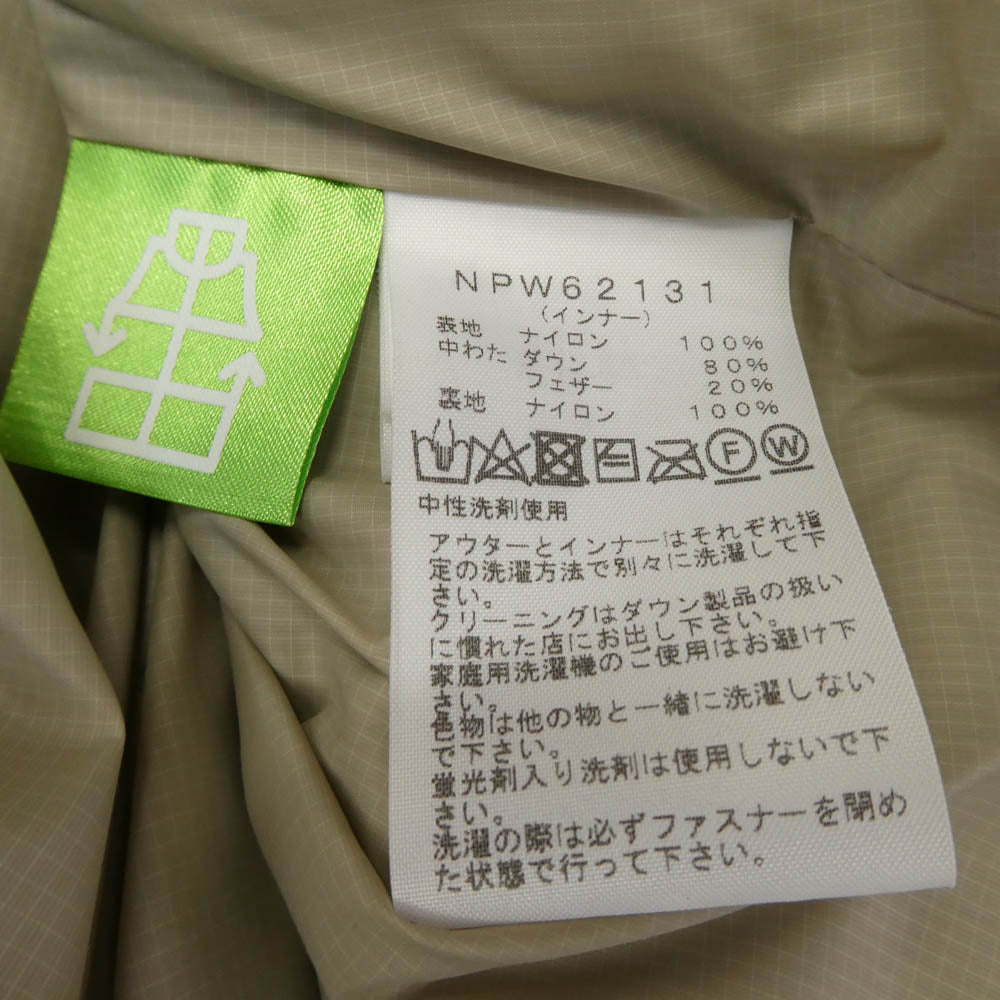 NPW62131
(インナー)
表地 ナイロン 100%
中わた ダウン 80%
フェザー 20%
裏地 ナイロン 100%
F W
中性洗剤使用
アウターとインナーはそれぞれ指
定の洗濯方法で別々に洗濯して下
さい。
クリーニングはダウン製品の扱い
に慣れた店にお出し下さい。
家庭用洗濯機のご使用はお避け下
さい。
色物は他の物と一緒に洗濯しない
で下さい。
蛍光剤入り洗剤は使用しないで下
さい。
洗濯の際は必ずファスナーを閉め
た状態で行って下さい。